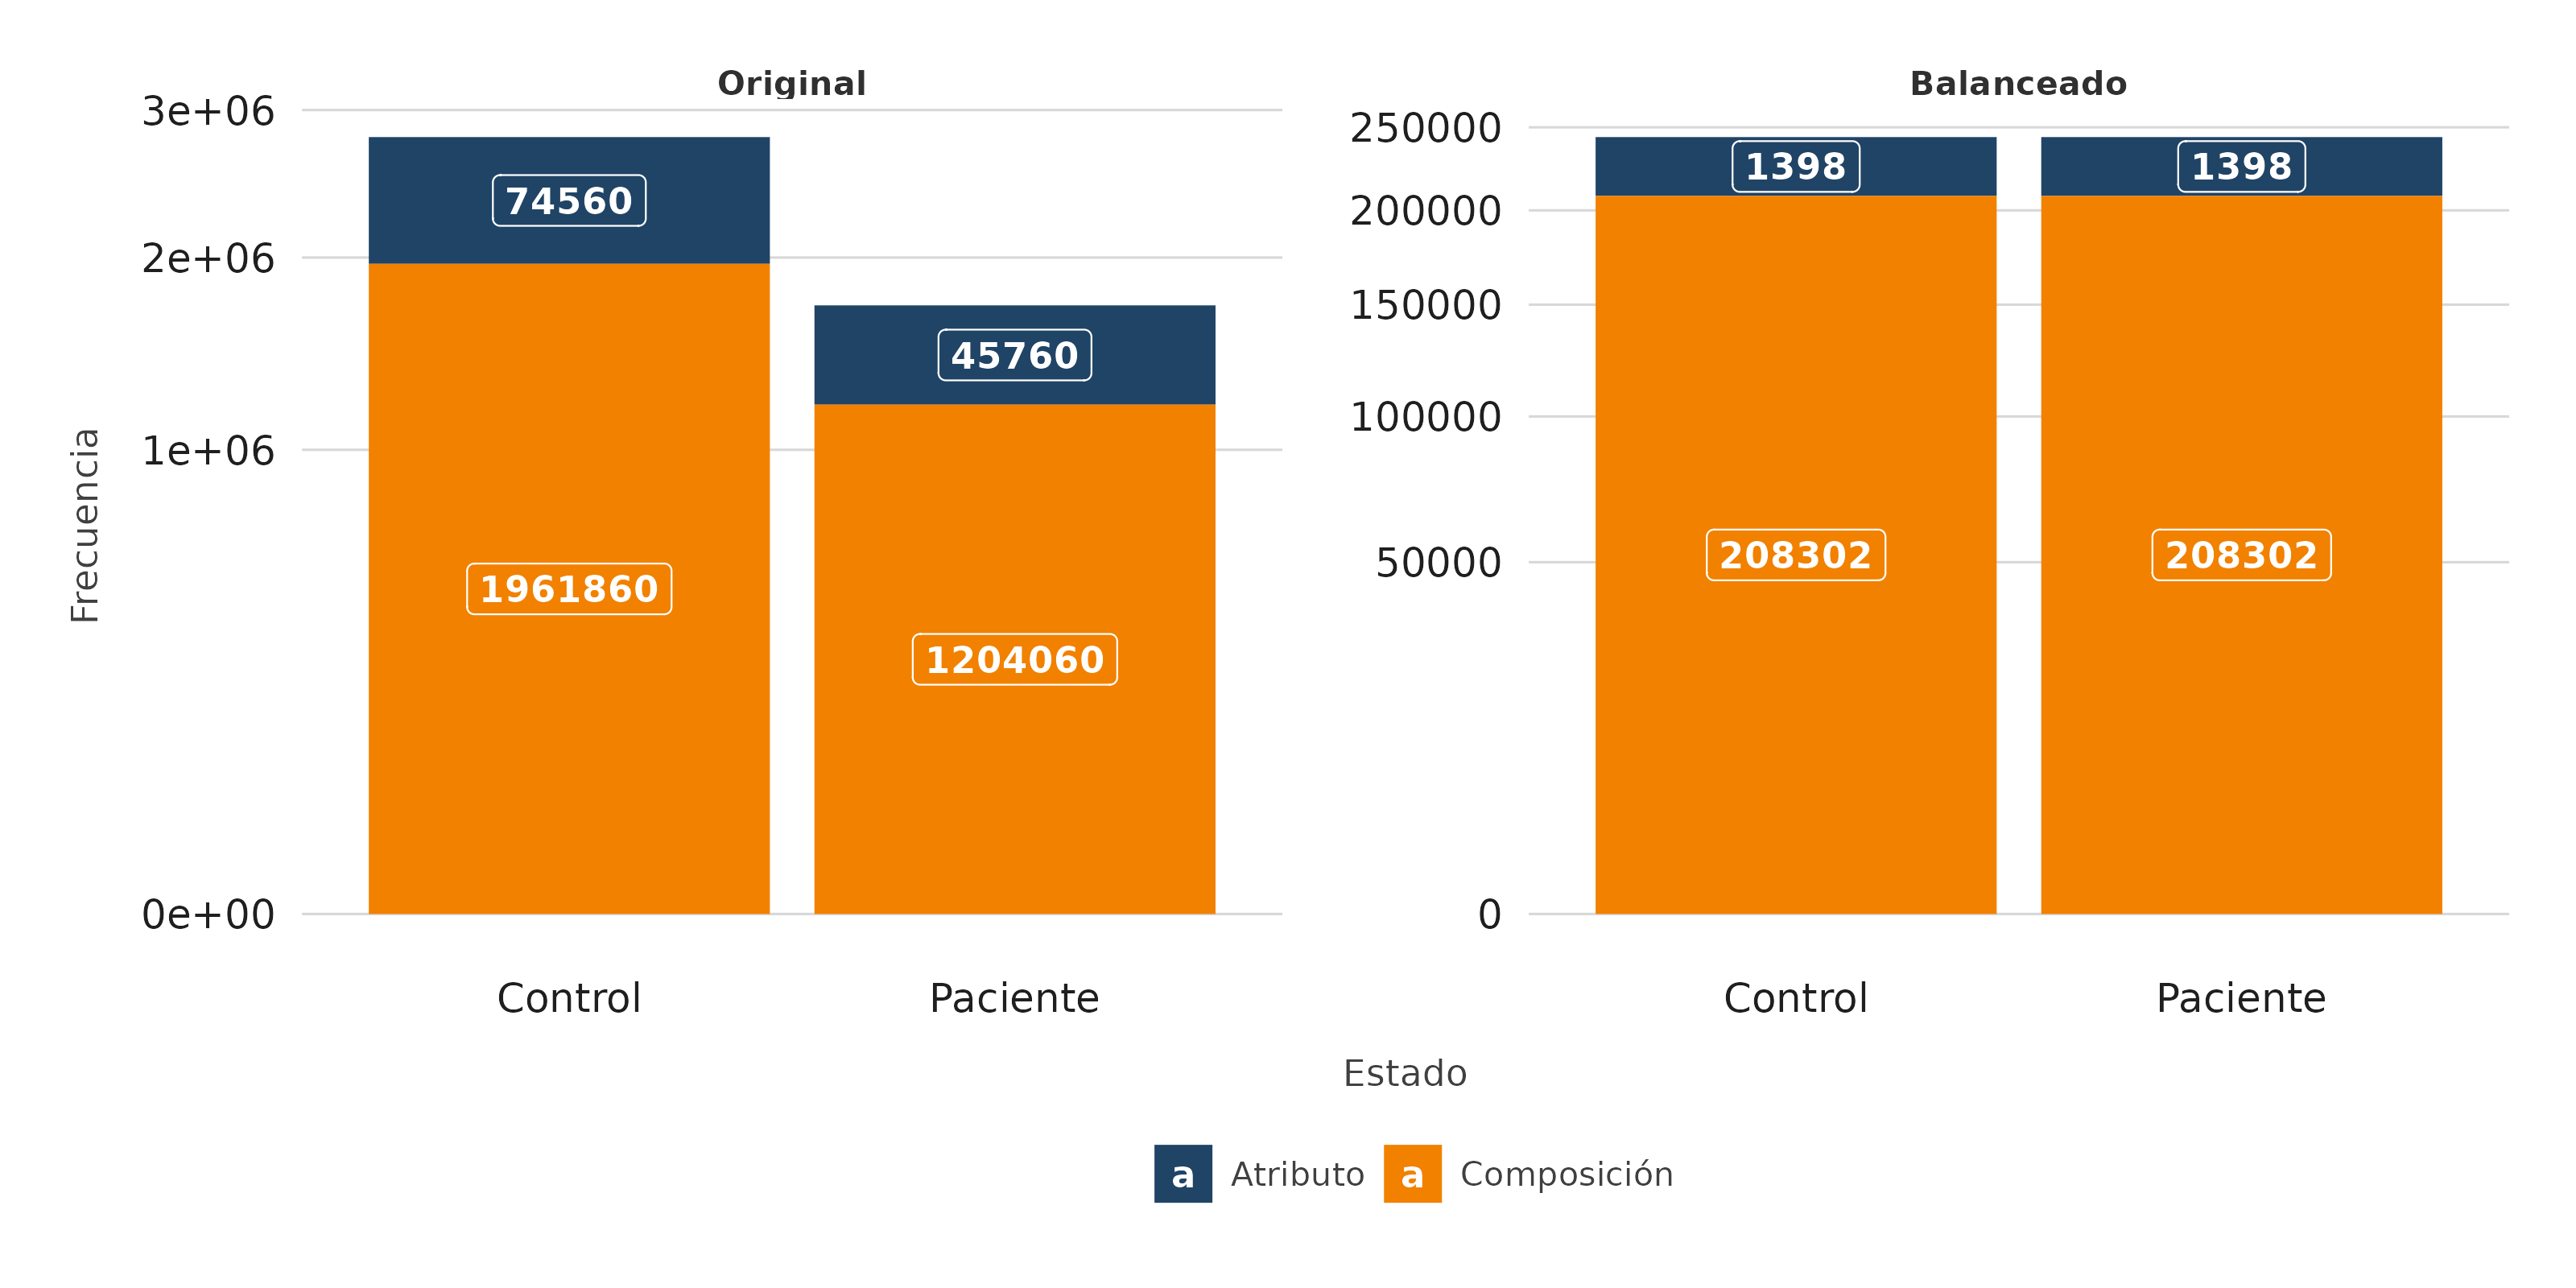 Original
3e+06
2e+06
1e+06
0e+00
Frecuencia
74560
1961860
45760
1204060
Control
Paciente
Balanceado
250000
200000
150000
100000
50000
0
1398
208302
1398
208302
Control
Paciente
Estado
a Atributo a Composición